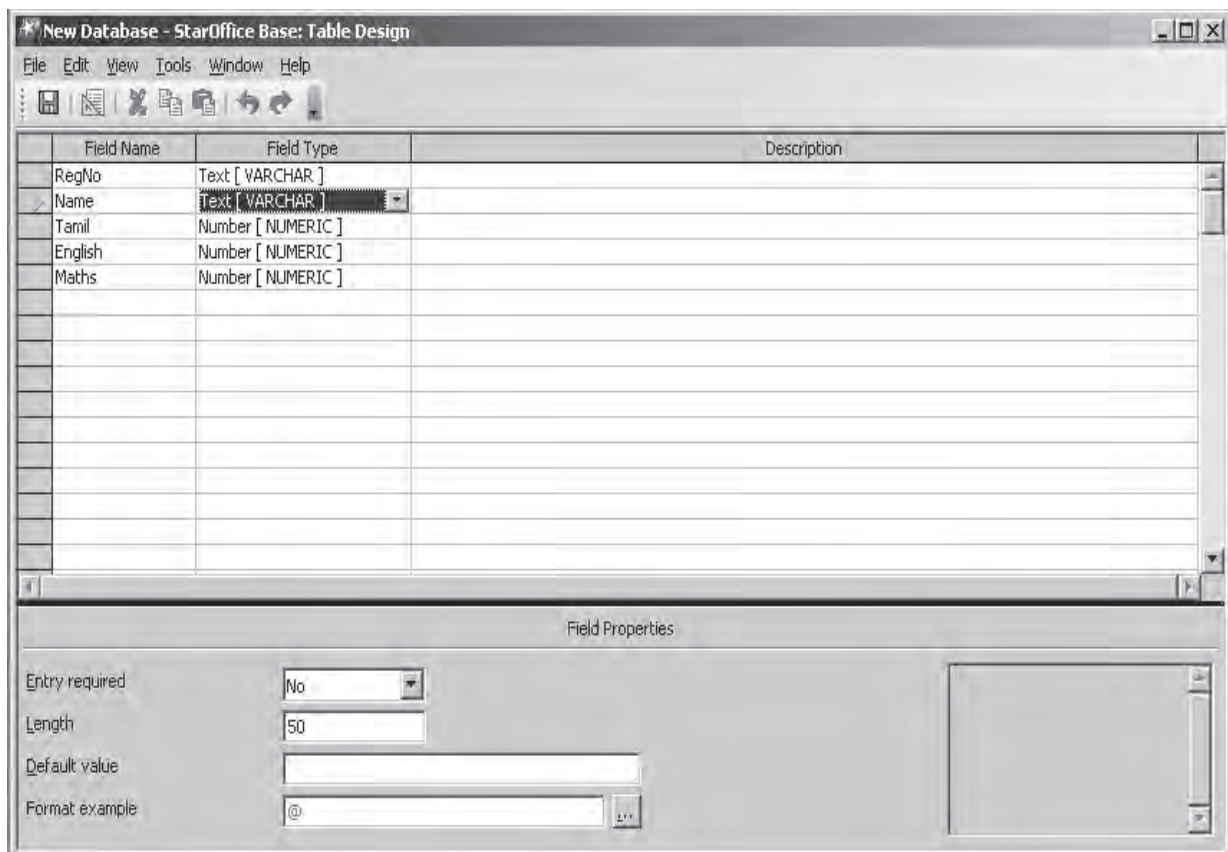 New Database - StarOffice Base: Table Design
File Edit View Tools Window Help
Field Name Field Type Description
RegNo Text [ VARCHAR ]
Name Text [ VARCHAR ]
Tamil Number [ NUMERIC ]
English Number [ NUMERIC ]
Maths Number [ NUMERIC ]
Field Properties
Entry required No
Length 50
Default value
Format example @ ...